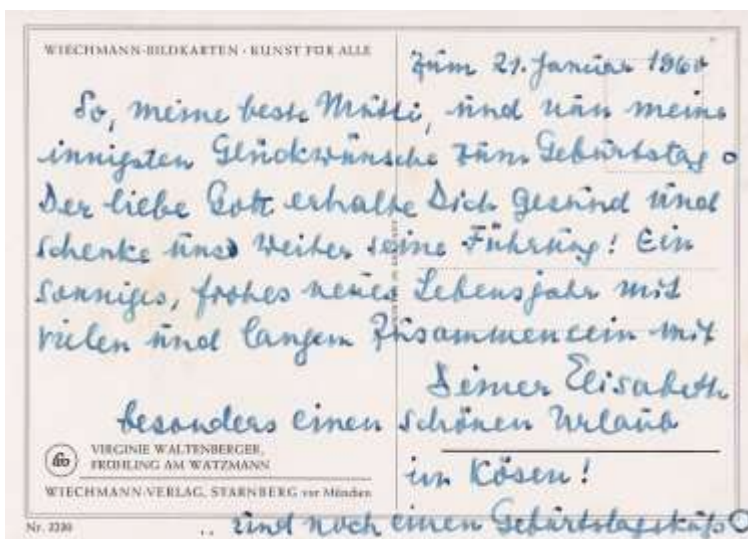 WIECHMANN-BILDKARTEN · KUNST FÜR ALLE
Zum 21. Januar 1960
So, meine beste Mutti, und nun meine
innigsten Glückwünsche zum Geburtstag
Der liebe Gott erhalte Dich gesund und
schenke uns weiter seine Führung! Ein
sonniges, frohes neues Lebensjahr mit
vielen und langem Zusammensein mit
Deiner Elisabeth
besonders einen schönen Urlaub
in Kösen!
.. und noch einen Geburtstagskuß O
VIRGINIE WALTENBERGER,
FRÜHLING AM WATZMANN
WIECHMANN-VERLAG, STARNBERG vor München
Nr. 2230